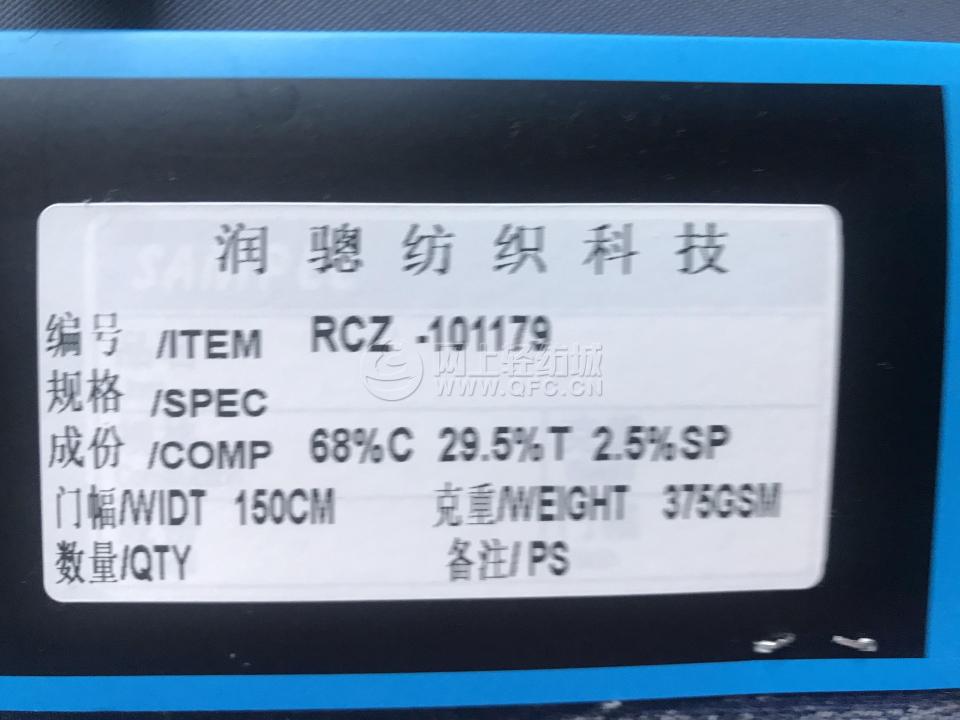 润骢纺织科技
编号/ITEM RCZ -101179
网上轻纺城
WWW.QFC.CN
规格/SPEC
成份/COMP 68%C 29.5%T 2.5%SP
门幅/WIDT 150CM 克重/WEIGHT 375GSM
数量/QTY 备注/PS